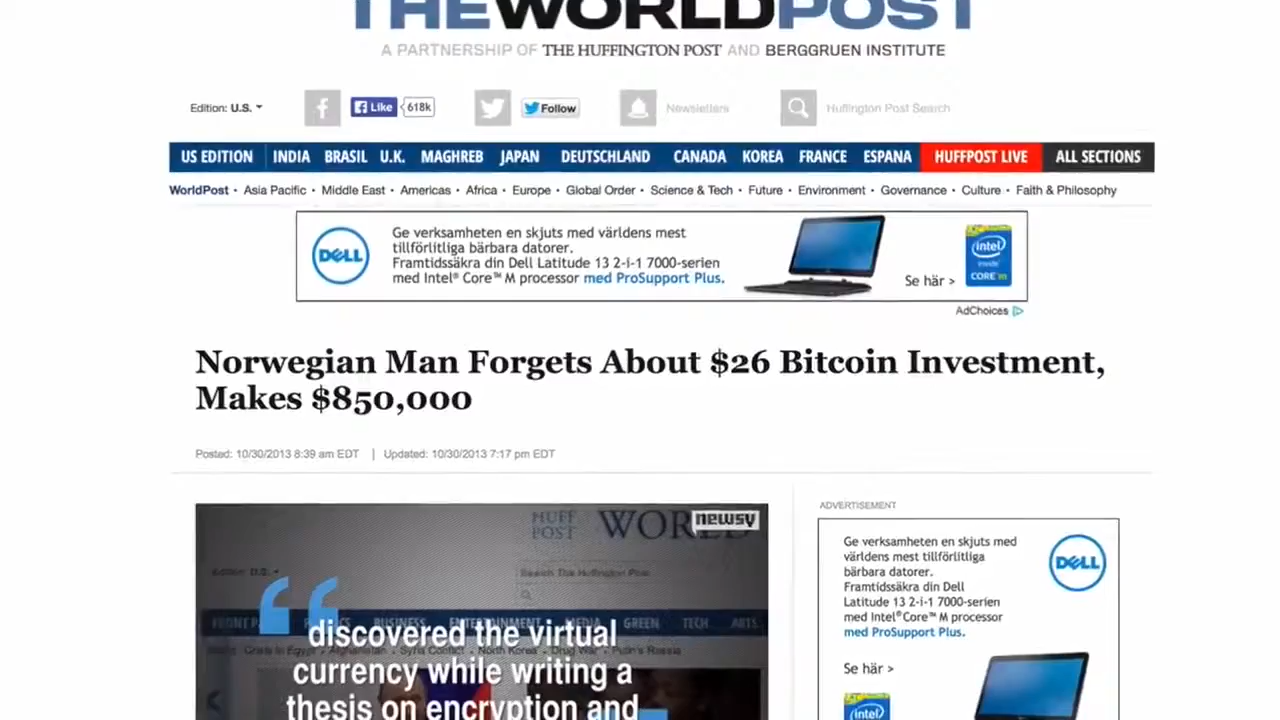 THEWORLDPOST
A PARTNERSHIP OF THE HUFFINGTON POST AND BERGGRUEN INSTITUTE
Edition: U.S.
Like 618k
Follow
Newsletters
Huffington Post Search
US EDITION INDIA BRASIL U.K. MAGHREB JAPAN DEUTSCHLAND CANADA KOREA FRANCE ESPANA HUFFPOST LIVE ALL SECTIONS
WorldPost · Asia Pacific · Middle East · Americas · Africa · Europe · Global Order · Science & Tech · Future · Environment · Governance · Culture · Faith & Philosophy
DELL
Ge verksamheten en skjuts med världens mest
tillförlitliga bärbara datorer.
Framtidssäkra din Dell Latitude 13 2-i-1 7000-serien
med Intel® Core™ M processor med ProSupport Plus.
Se här >
intel inside CORE m
AdChoices
Norwegian Man Forgets About $26 Bitcoin Investment,
Makes $850,000
Posted: 10/30/2013 8:39 am EDT | Updated: 10/30/2013 7:17 pm EDT
HUFF
POST
WORLD
newsy
Edition: U.S.
Search The Huffington Post
BUSINESS ENTERTAINMENT MEDIA GREEN TECH ARTS
Crisis in Egypt · Afghanistan · Syria Conflict · North Korea · Drug War · Putin's Russia
“discovered the virtual
currency while writing a
thesis on encryption and
ADVERTISEMENT
Ge verksamheten en skjuts med
världens mest tillförlitliga
bärbara datorer.
Framtidssäkra din Dell
Latitude 13 2-i-1 7000-serien
med Intel® Core™ M processor
med ProSupport Plus.
DELL
Se här >
intel